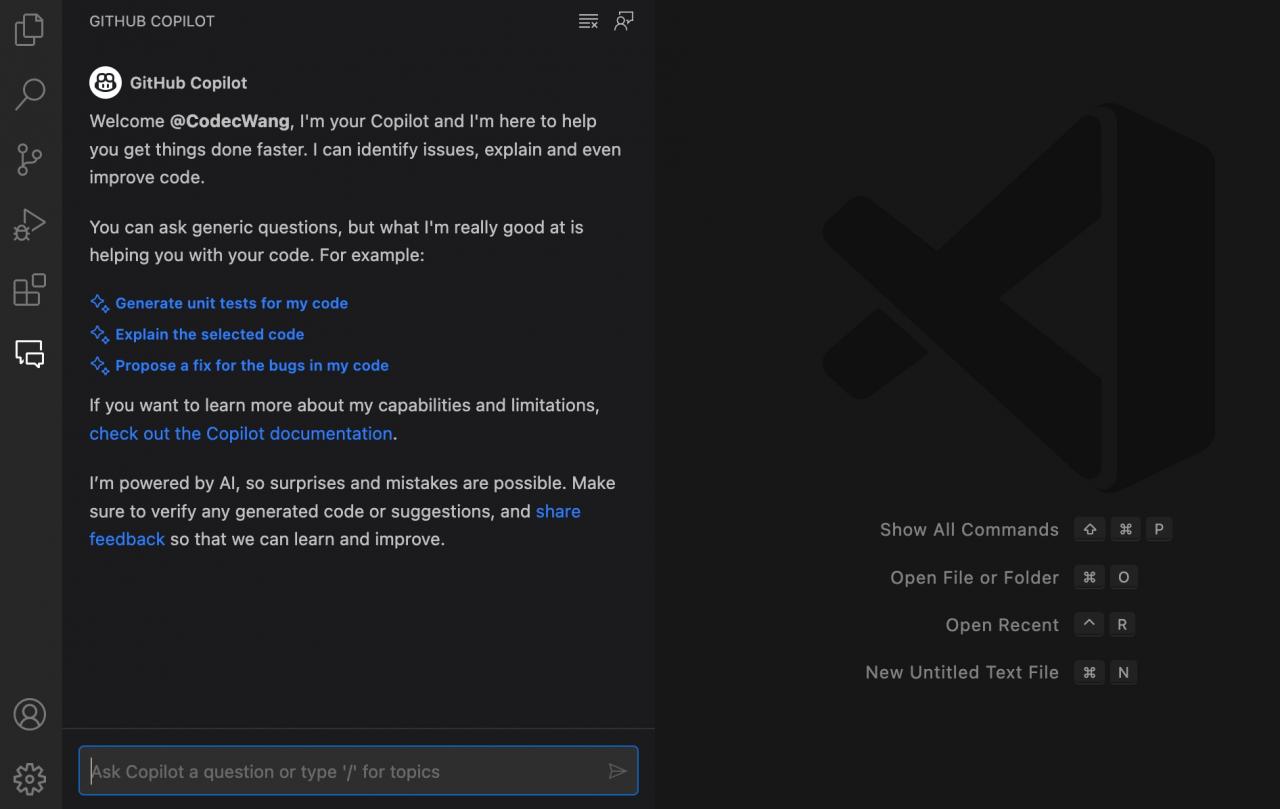 GITHUB COPILOT
GitHub Copilot
Welcome @CodecWang, I'm your Copilot and I'm here to help
you get things done faster. I can identify issues, explain and even
improve code.
You can ask generic questions, but what I'm really good at is
helping you with your code. For example:
Generate unit tests for my code
Explain the selected code
Propose a fix for the bugs in my code
If you want to learn more about my capabilities and limitations,
check out the Copilot documentation.
I’m powered by AI, so surprises and mistakes are possible. Make
sure to verify any generated code or suggestions, and share
feedback so that we can learn and improve.
Ask Copilot a question or type '/' for topics
Show All Commands ⇧ ⌘ P
Open File or Folder ⌘ O
Open Recent ⌃ R
New Untitled Text File ⌘ N